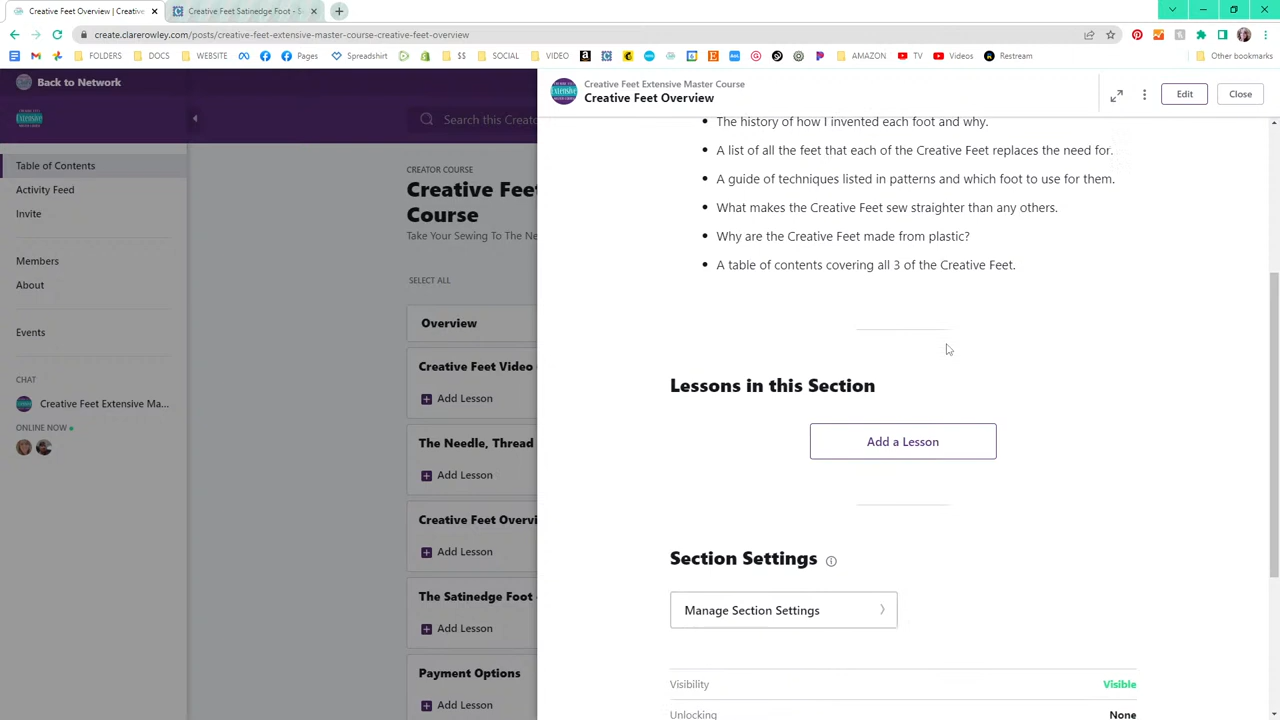 Creative Feet Overview | Creative
Creative Feet Satinedge Foot - S
create.clarerowley.com/posts/creative-feet-extensive-master-course-creative-feet-overview
FOLDERS DOCS WEBSITE Pages Spreadshirt $$ SOCIAL VIDEO AMAZON TV Videos Restream Other bookmarks
Back to Network
Creative Feet Extensive Master Course
Creative Feet Overview
Edit
Close
Search this Creato
Table of Contents
Activity Feed
Invite
Members
About
Events
CHAT
Creative Feet Extensive Ma...
ONLINE NOW
CREATOR COURSE
Creative Fee
Course
Take Your Sewing To The Ne
SELECT ALL
Overview
Creative Feet Video
Add Lesson
The Needle, Thread
Add Lesson
Creative Feet Overvi
Add Lesson
The Satinedge Foot
Add Lesson
Payment Options
Add Lesson
• The history of how I invented each foot and why.
• A list of all the feet that each of the Creative Feet replaces the need for.
• A guide of techniques listed in patterns and which foot to use for them.
• What makes the Creative Feet sew straighter than any others.
• Why are the Creative Feet made from plastic?
• A table of contents covering all 3 of the Creative Feet.
Lessons in this Section
Add a Lesson
Section Settings
Manage Section Settings
Visibility Visible
Unlocking None